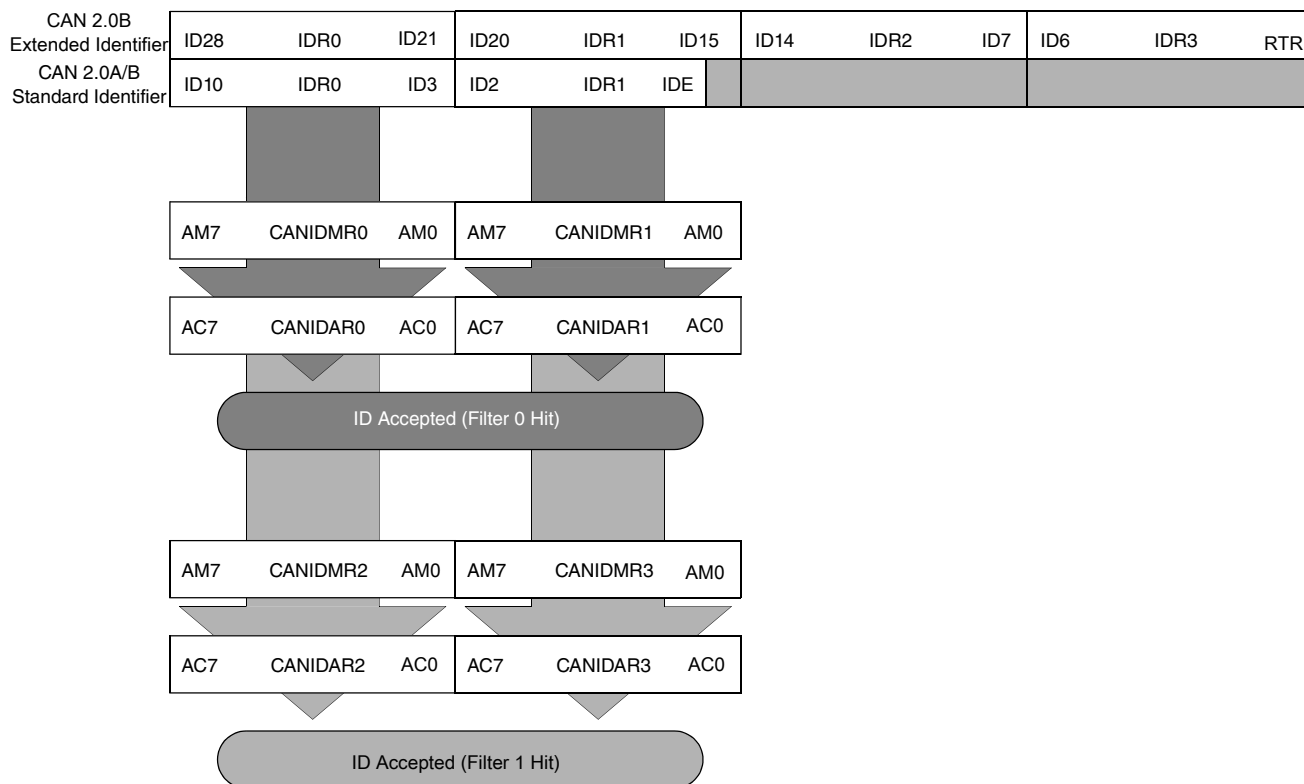 CAN 2.0B
Extended Identifier ID28 IDR0 ID21 ID20 IDR1 ID15 ID14 IDR2 ID7 ID6 IDR3 RTR
CAN 2.0A/B
Standard Identifier ID10 IDR0 ID3 ID2 IDR1 IDE
AM7 CANIDMR0 AM0 AM7 CANIDMR1 AM0
AC7 CANIDAR0 AC0 AC7 CANIDAR1 AC0
ID Accepted (Filter 0 Hit)
AM7 CANIDMR2 AM0 AM7 CANIDMR3 AM0
AC7 CANIDAR2 AC0 AC7 CANIDAR3 AC0
ID Accepted (Filter 1 Hit)